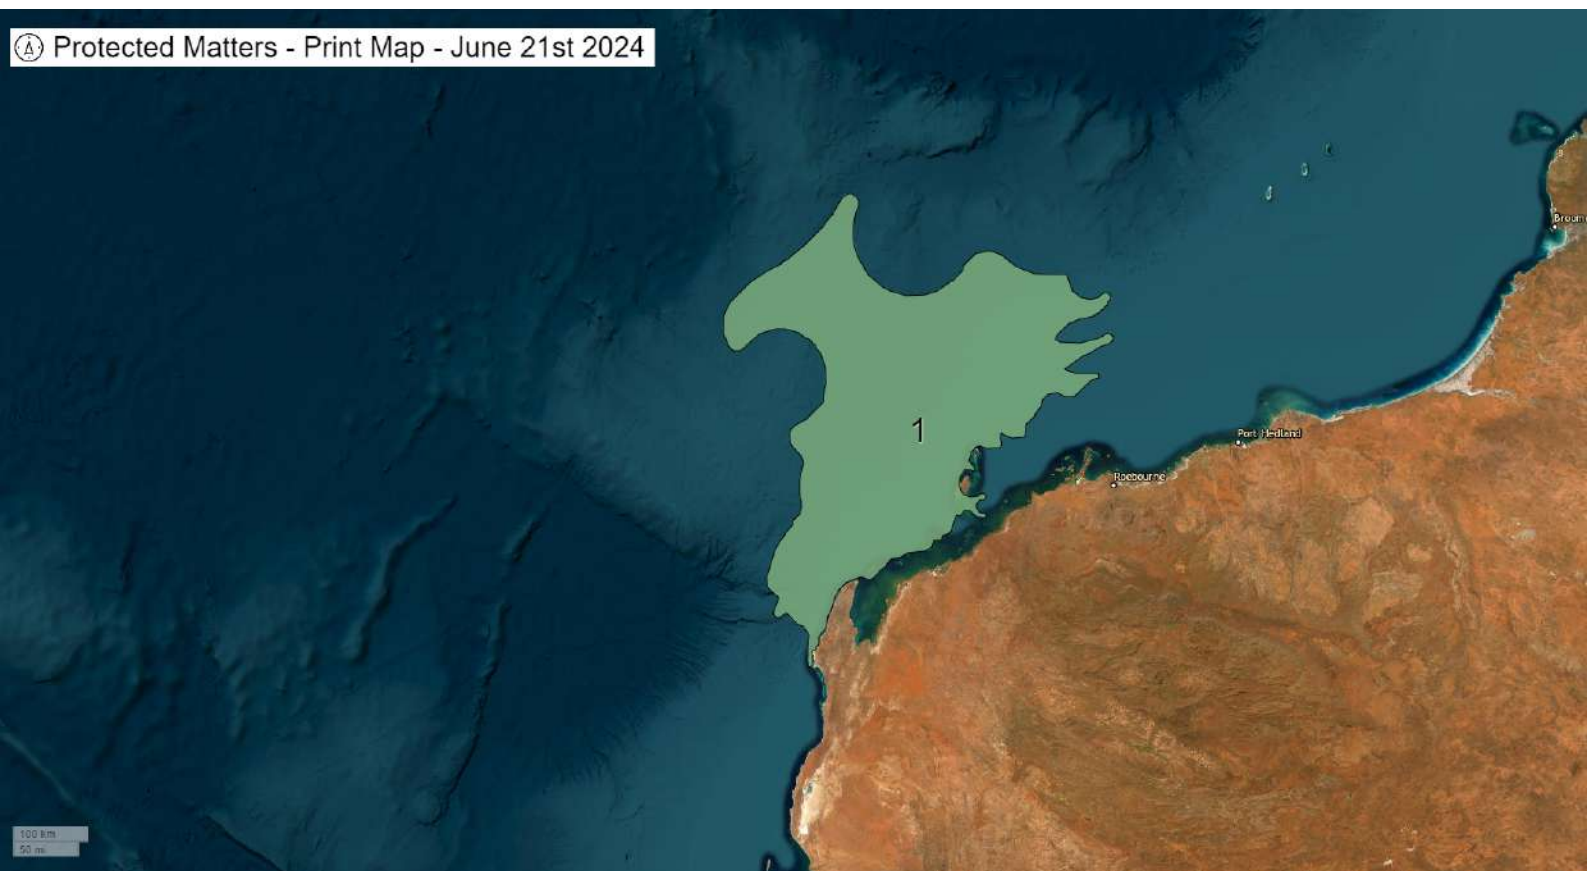 Protected Matters - Print Map - June 21st 2024
Broom
1
Port Hedland
Roebourne
100 km
50 mi